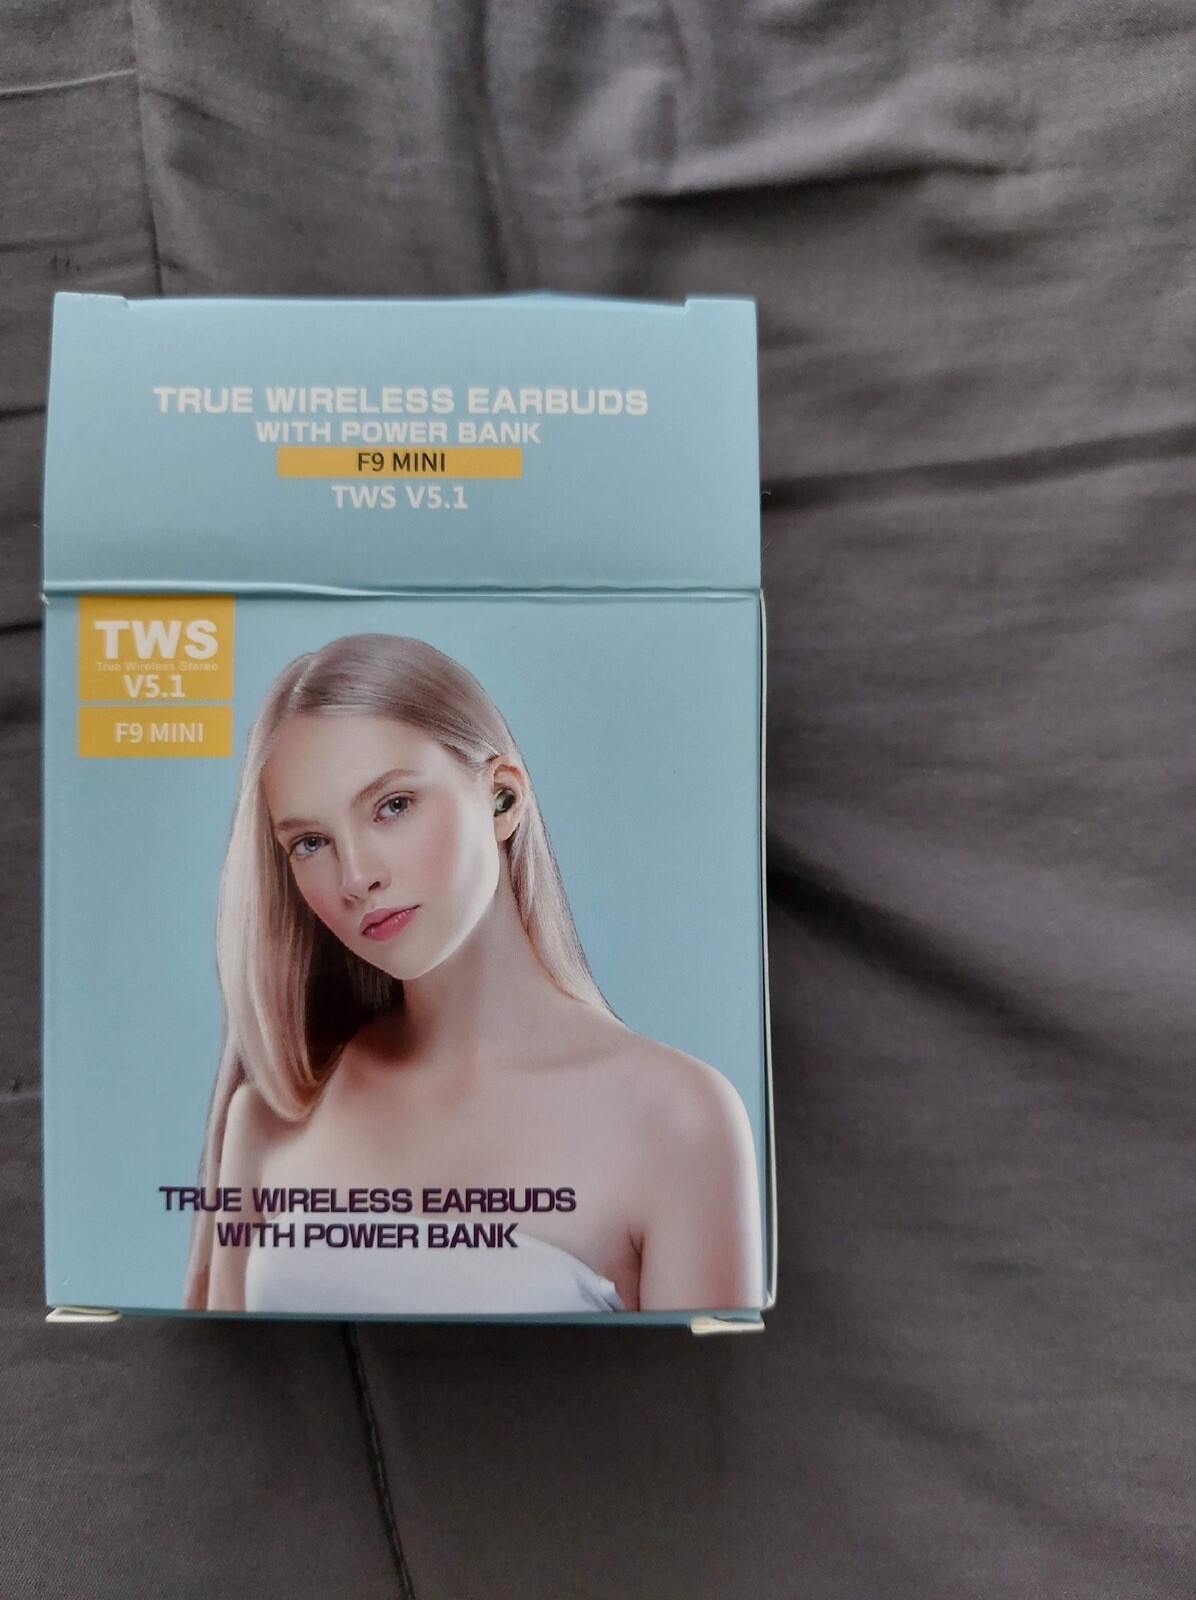 TRUE WIRELESS EARBUDS
WITH POWER BANK
F9 MINI
TWS V5.1
TWS
True Wireless Stereo
V5.1
F9 MINI
TRUE WIRELESS EARBUDS
WITH POWER BANK